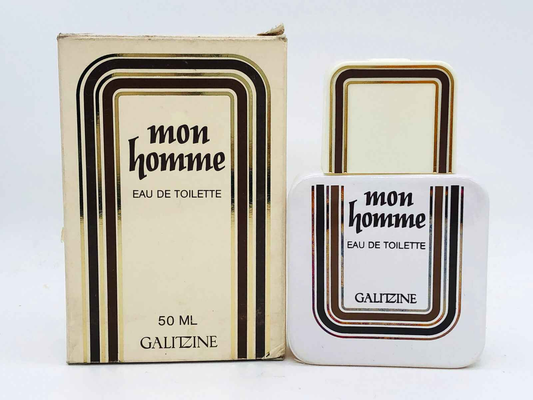 mon
homme
EAU DE TOILETTE
50 ML
GALITZINE
mon
homme
EAU DE TOILETTE
GALITZINE